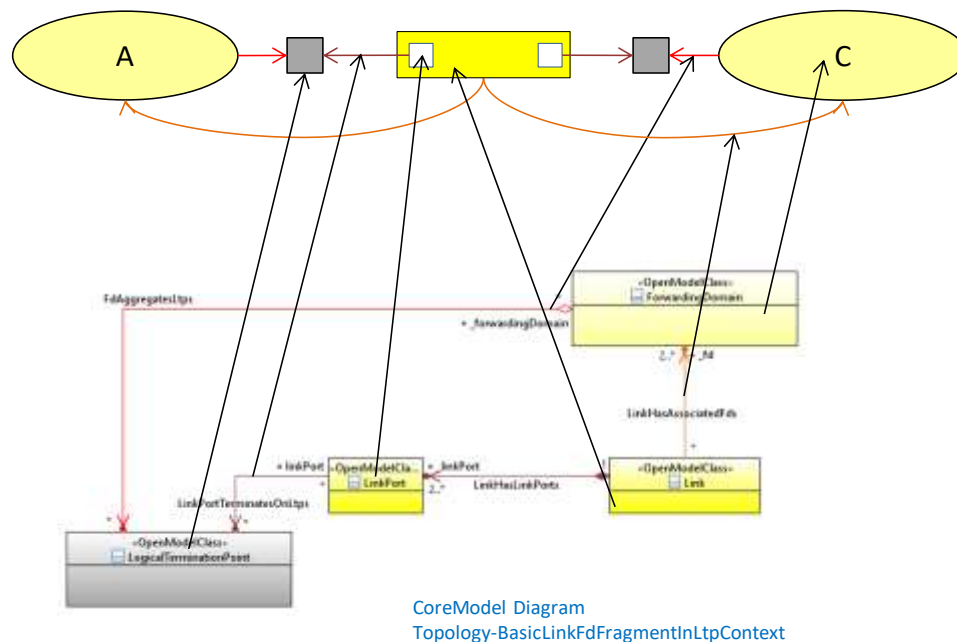 A
C
«OpenModelClass»
ForwardingDomain
FdAggregatesLtps
+ _forwardingDomain
2..*
+ _fd
LinkHasAssociatedFds
*
+ linkPort
*
«OpenModelCla...
LinkPort
+ _linkPort
2..*
LinkHasLinkPorts
«OpenModelClass»
Link
LinkPortTerminatesOnLtps
*
*
«OpenModelClass»
LogicalTerminationPoint
CoreModel Diagram
Topology-BasicLinkFdFragmentInLtpContext